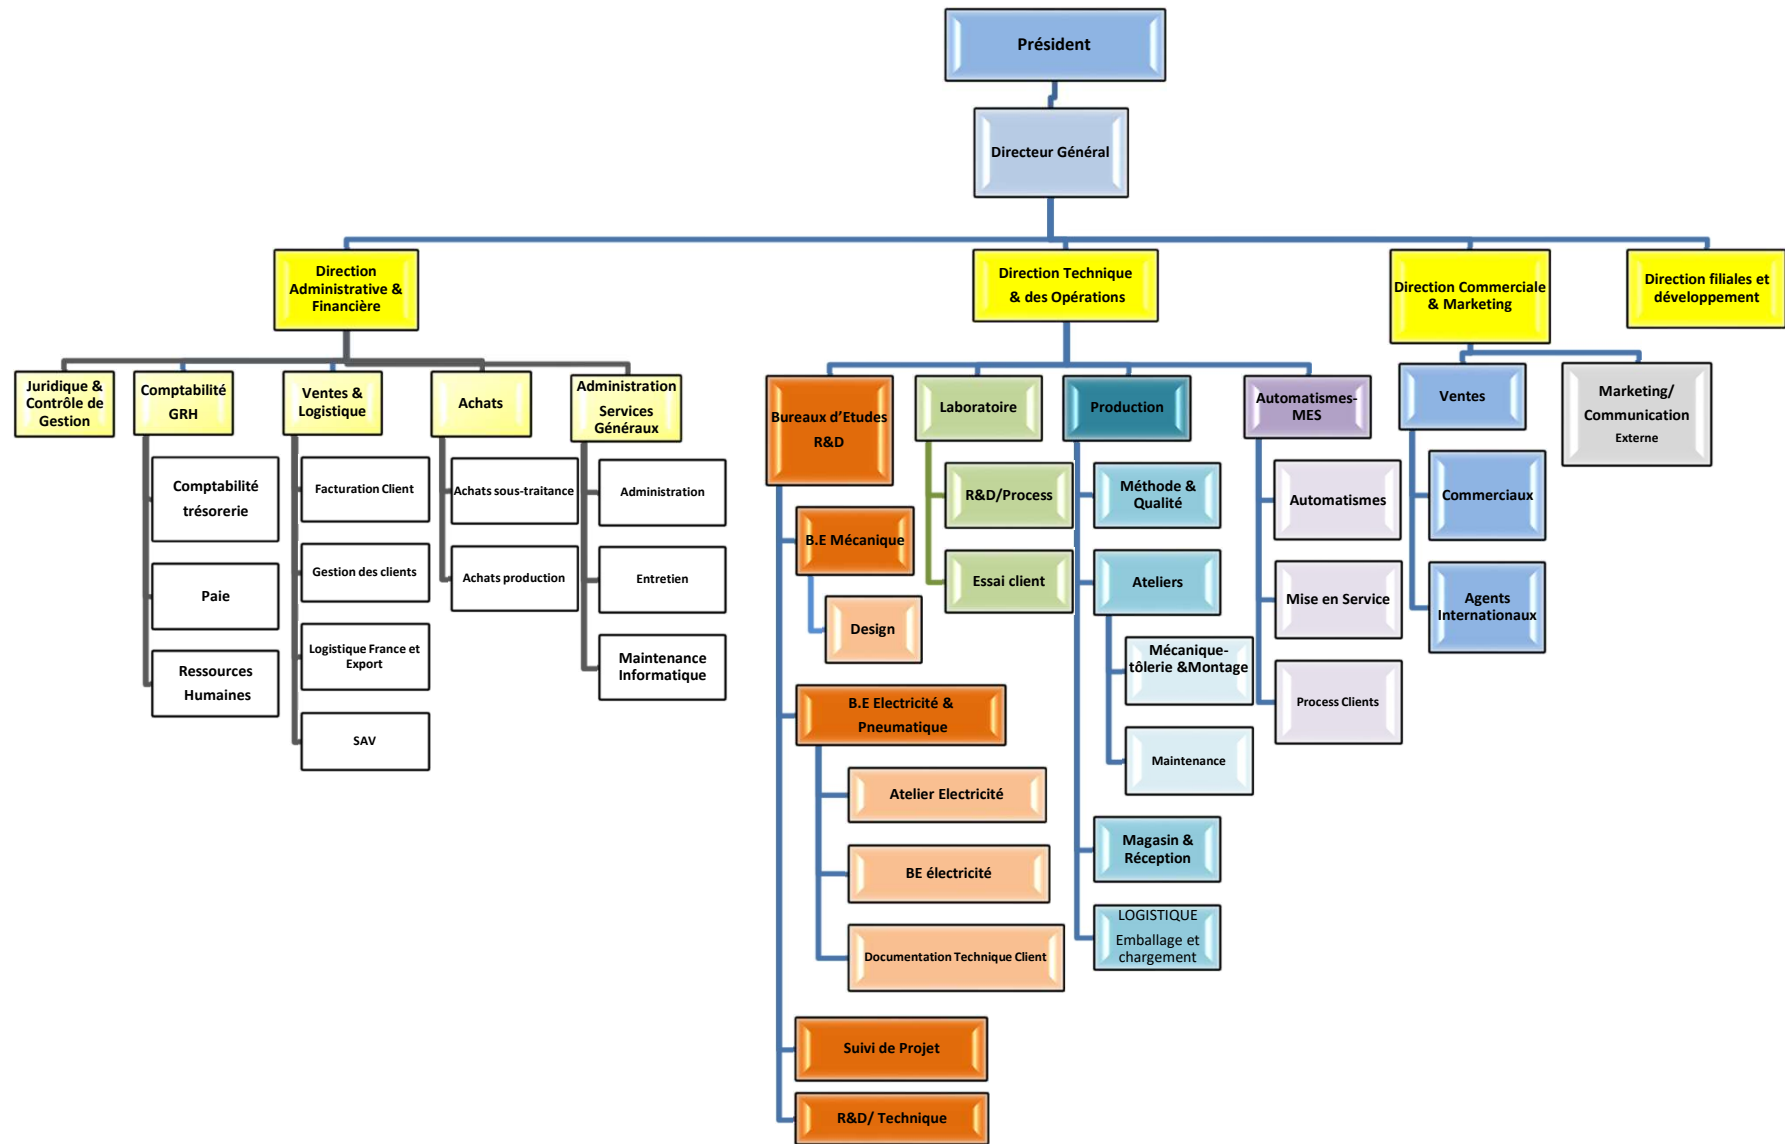 Président
Directeur Général
Direction
Administrative &
Financière
Direction Technique
& des Opérations
Direction Commerciale
& Marketing
Direction filiales et
développement
Juridique &
Contrôle de
Gestion
Comptabilité
GRH
Ventes &
Logistique
Achats
Administration
Services
Généraux
Bureaux d’Etudes
R&D
Laboratoire
Production
Automatismes-
MES
Ventes
Marketing/
Communication
Externe
Comptabilité
trésorerie
Paie
Ressources
Humaines
Facturation Client
Gestion des clients
Logistique France et
Export
SAV
Achats sous-traitance
Achats production
Administration
Entretien
Maintenance
Informatique
B.E Mécanique
Design
B.E Electricité &
Pneumatique
Atelier Electricité
BE électricité
Documentation Technique Client
Suivi de Projet
R&D/ Technique
R&D/Process
Essai client
Méthode &
Qualité
Ateliers
Mécanique-
tôlerie &Montage
Maintenance
Magasin &
Réception
LOGISTIQUE
Emballage et
chargement
Automatismes
Mise en Service
Process Clients
Commerciaux
Agents
Internationaux